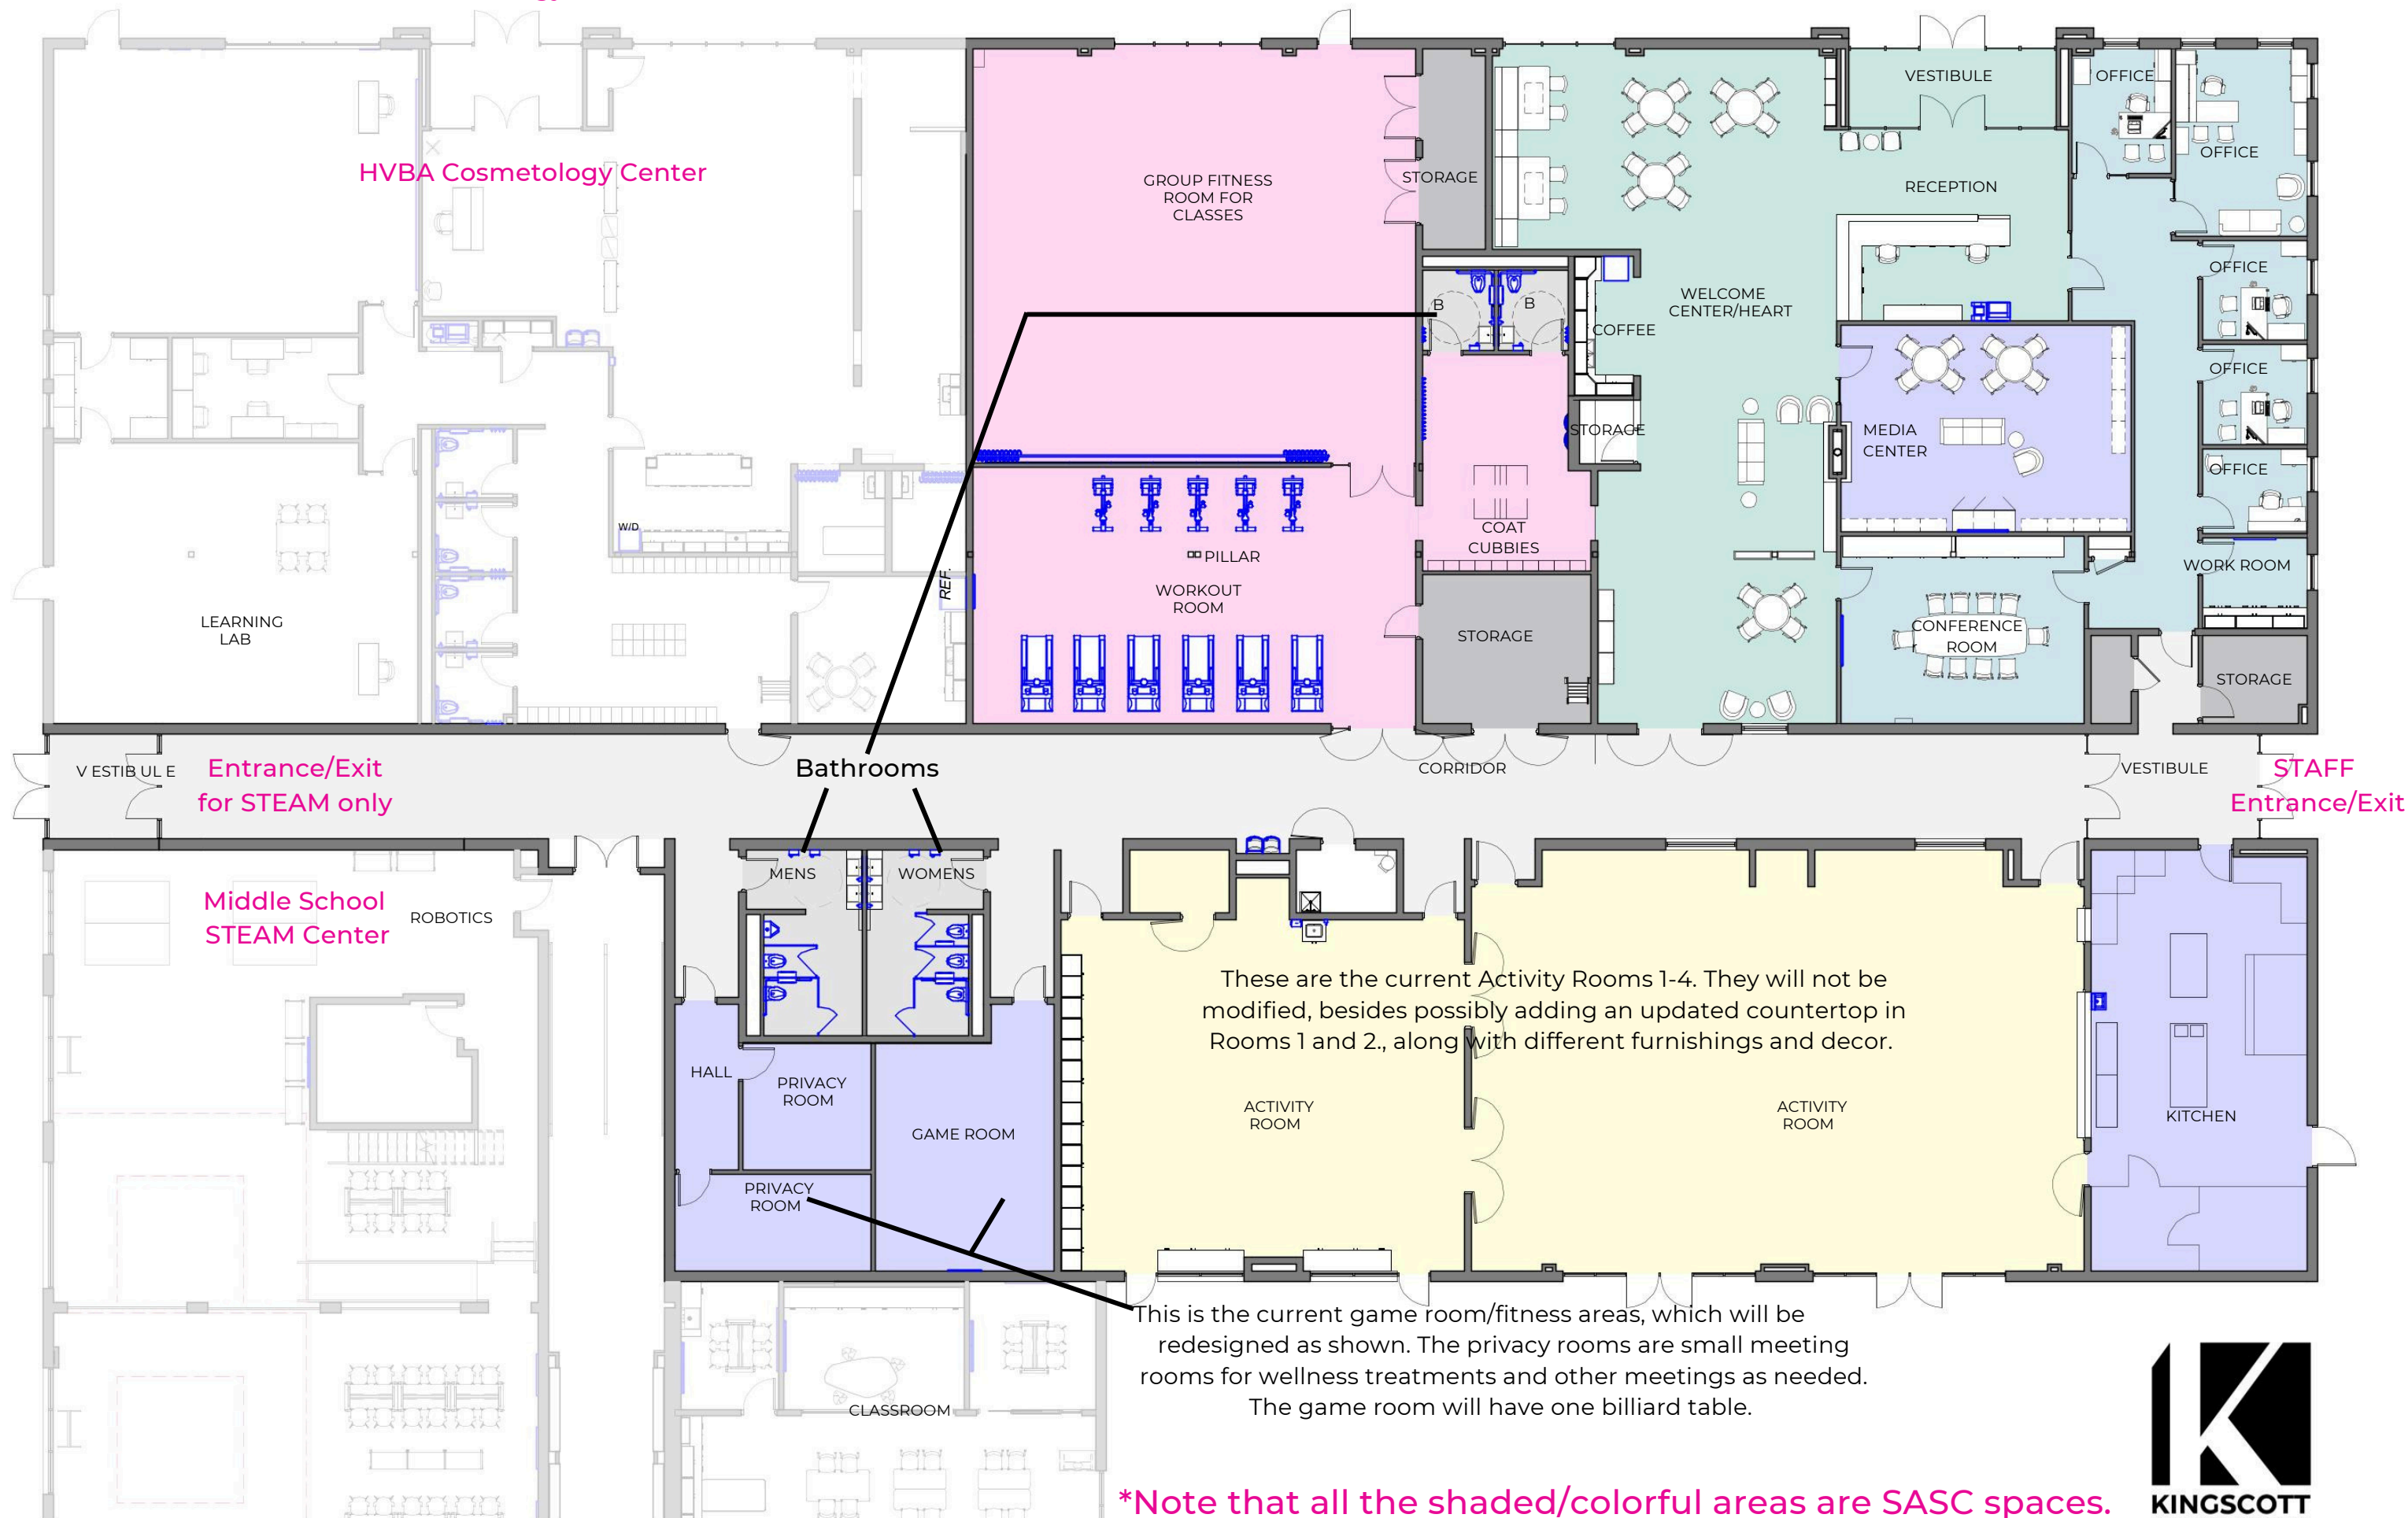 HVBA Cosmetology Center
GROUP FITNESS
ROOM FOR
CLASSES
STORAGE
VESTIBULE
RECEPTION
OFFICE
OFFICE
OFFICE
OFFICE
OFFICE
B
B
COFFEE
WELCOME
CENTER/HEART
STORAGE
MEDIA
CENTER
COAT
CUBBIES
PILLAR
WORKOUT
ROOM
W/D
REF.
LEARNING
LAB
STORAGE
CONFERENCE
ROOM
WORK ROOM
STORAGE
V ESTIB UL E
Entrance/Exit
for STEAM only
Bathrooms
CORRIDOR
VESTIBULE
STAFF
Entrance/Exit
Middle School
STEAM Center
ROBOTICS
MENS
WOMENS
These are the current Activity Rooms 1-4. They will not be
modified, besides possibly adding an updated countertop in
Rooms 1 and 2., along with different furnishings and decor.
HALL
PRIVACY
ROOM
GAME ROOM
ACTIVITY
ROOM
ACTIVITY
ROOM
KITCHEN
PRIVACY
ROOM
This is the current game room/fitness areas, which will be
redesigned as shown. The privacy rooms are small meeting
rooms for wellness treatments and other meetings as needed.
The game room will have one billiard table.
CLASSROOM
*Note that all the shaded/colorful areas are SASC spaces.
KINGSCOTT